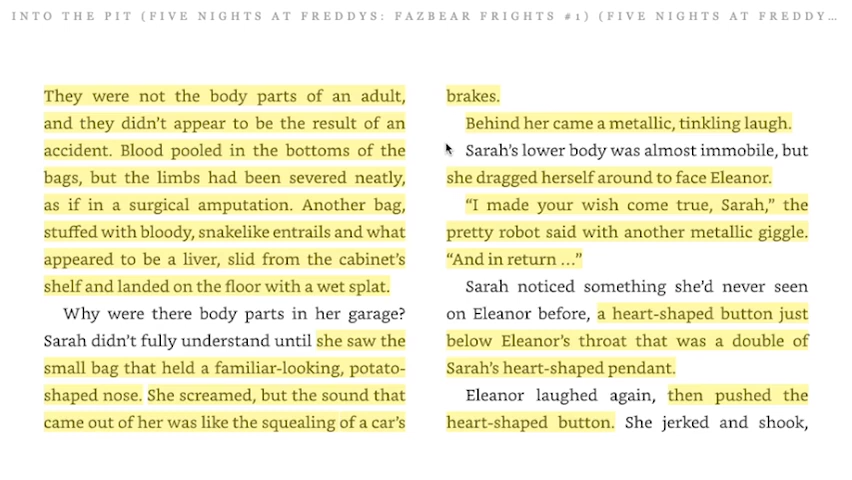 INTO THE PIT (FIVE NIGHTS AT FREDDYS: FAZBEAR FRIGHTS #1) (FIVE NIGHTS AT FREDDY…
They were not the body parts of an adult,
and they didn't appear to be the result of an
accident. Blood pooled in the bottoms of the
bags, but the limbs had been severed neatly,
as if in a surgical amputation. Another bag,
stuffed with bloody, snakelike entrails and what
appeared to be a liver, slid from the cabinet's
shelf and landed on the floor with a wet splat.
Why were there body parts in her garage?
Sarah didn't fully understand until she saw the
small bag that held a familiar-looking, potato-
shaped nose. She screamed, but the sound that
came out of her was like the squealing of a car's
brakes.
Behind her came a metallic, tinkling laugh.
Sarah's lower body was almost immobile, but
she dragged herself around to face Eleanor.
"I made your wish come true, Sarah," the
pretty robot said with another metallic giggle.
"And in return …"
Sarah noticed something she'd never seen
on Eleanor before, a heart-shaped button just
below Eleanor's throat that was a double of
Sarah's heart-shaped pendant.
Eleanor laughed again, then pushed the
heart-shaped button. She jerked and shook,